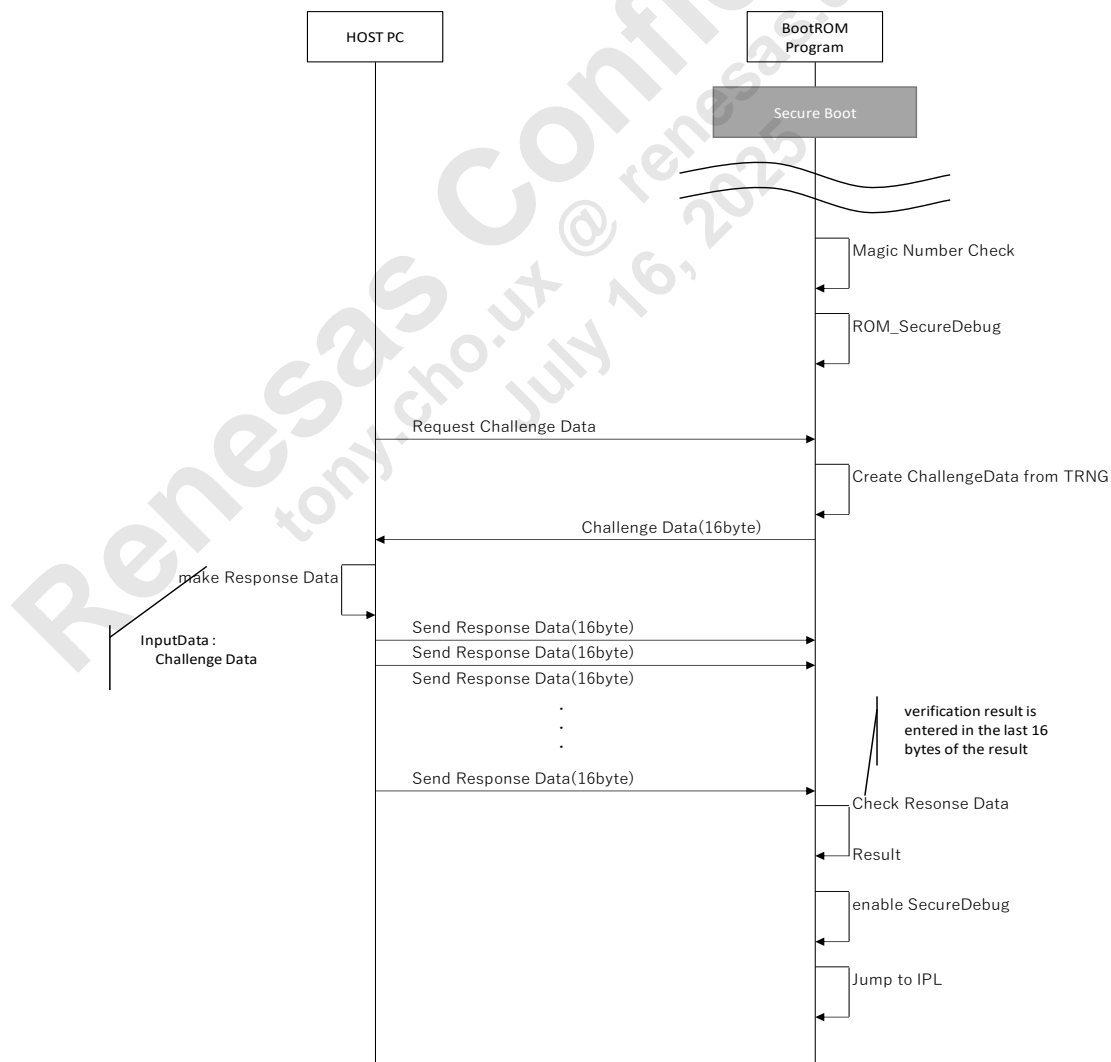 HOST PC
BootROM
Program
Secure Boot
Magic Number Check
ROM_SecureDebug
Request Challenge Data
Create ChallengeData from TRNG
Challenge Data(16byte)
make Response Data
InputData :
Challenge Data
Send Response Data(16byte)
Send Response Data(16byte)
Send Response Data(16byte)
.
.
.
verification result is
entered in the last 16
bytes of the result
Send Response Data(16byte)
Check Resonse Data
Result
enable SecureDebug
Jump to IPL
Renesas Confi
tony.cho.ux @ renesas.
July 16, 2025